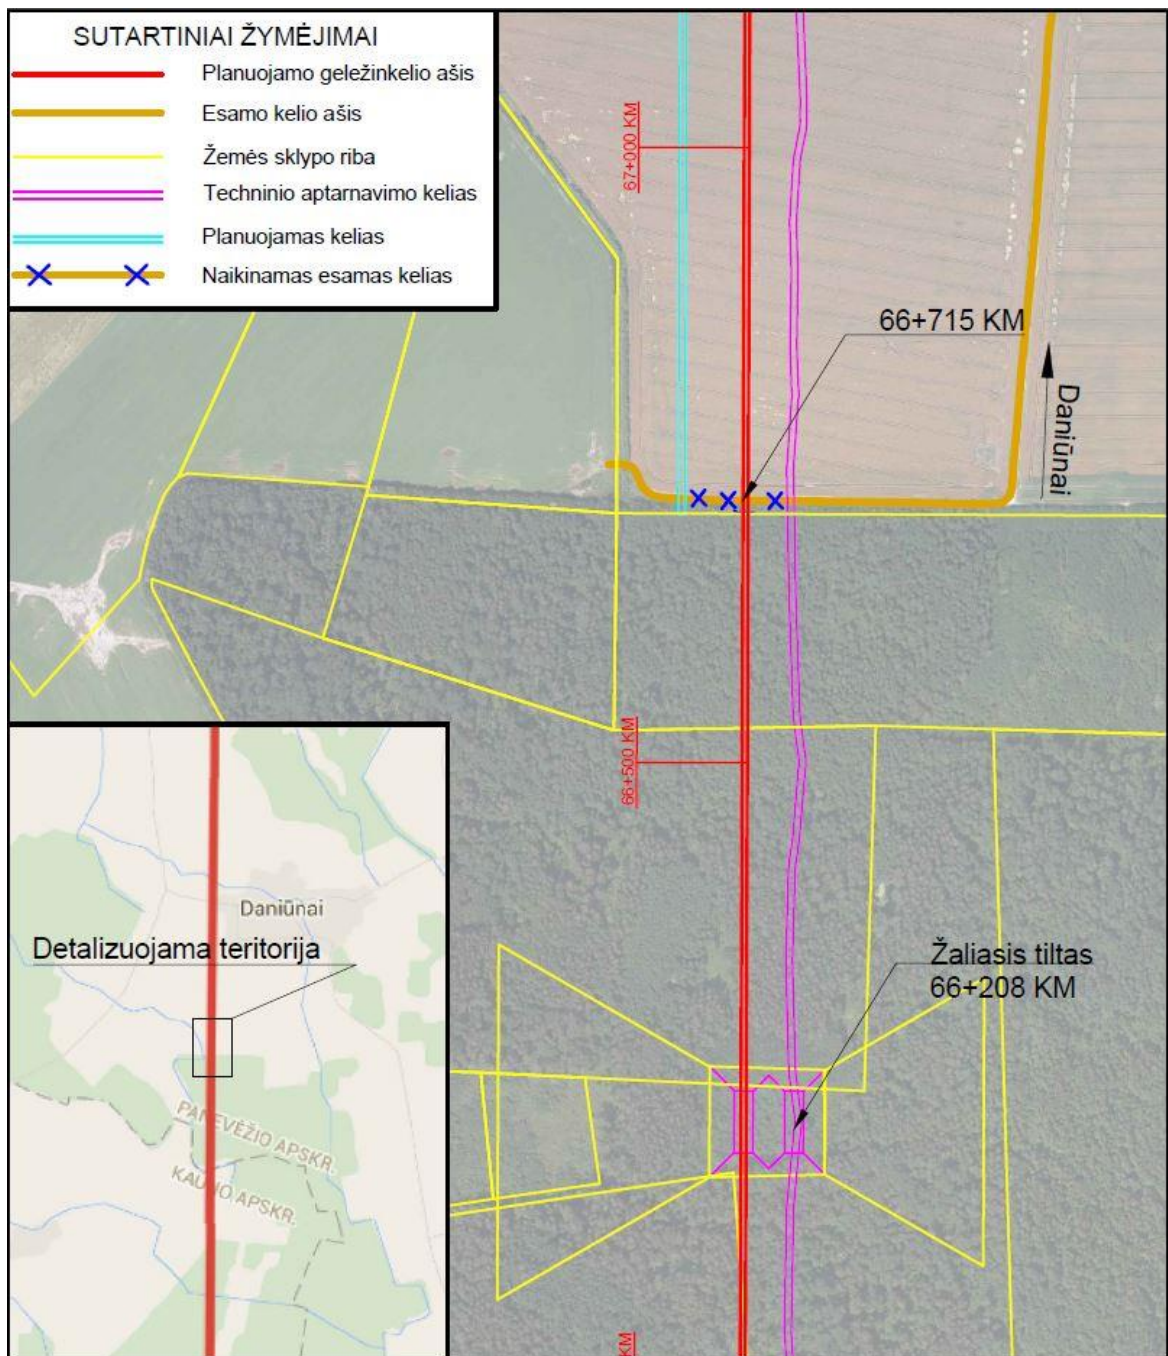 SUTARTINIAI ŽYMĖJIMAI
Planuojamo geležinkelio ašis
Esamo kelio ašis
Žemės sklypo riba
Techninio aptarnavimo kelias
Planuojamas kelias
Naikinamas esamas kelias
67+000 KM
66+715 KM
Daniūnai
66+500 KM
Žaliasis tiltas
66+208 KM
Daniūnai
Detalizuojama teritorija
PANEVĖŽIO APSKR.
KAUNO APSKR.
KM